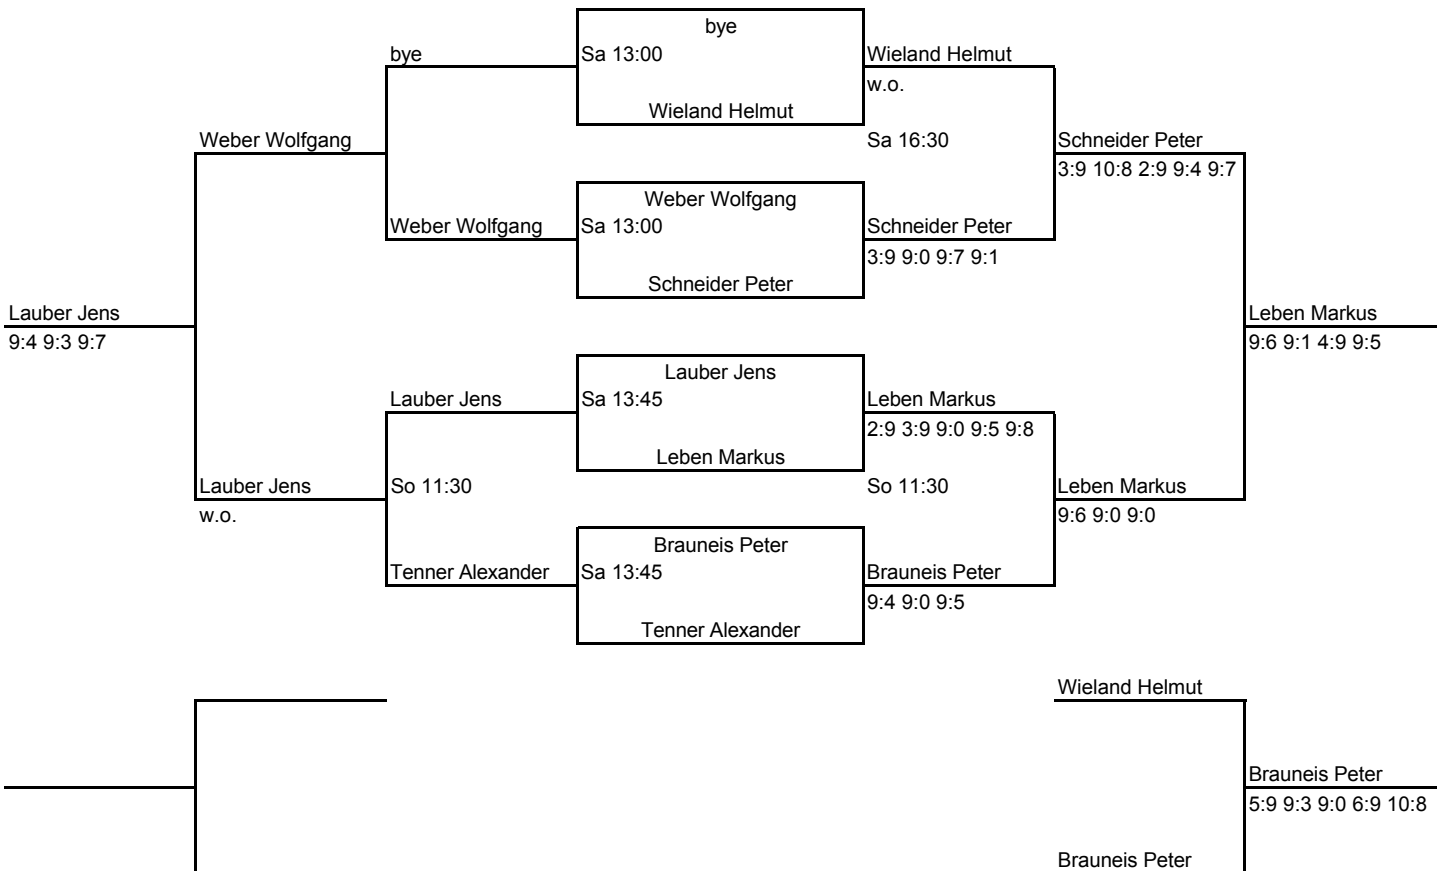 bye
bye
Sa 13:00
Wieland Helmut
w.o.
Wieland Helmut
Weber Wolfgang
Sa 16:30
Schneider Peter
3:9 10:8 2:9 9:4 9:7
Weber Wolfgang
Weber Wolfgang
Sa 13:00
Schneider Peter
3:9 9:0 9:7 9:1
Schneider Peter
Lauber Jens
9:4 9:3 9:7
Leben Markus
9:6 9:1 4:9 9:5
Lauber Jens
Lauber Jens
Sa 13:45
Leben Markus
2:9 3:9 9:0 9:5 9:8
Leben Markus
Lauber Jens
w.o.
So 11:30
So 11:30
Leben Markus
9:6 9:0 9:0
Brauneis Peter
Tenner Alexander
Sa 13:45
Brauneis Peter
9:4 9:0 9:5
Tenner Alexander
Wieland Helmut
Brauneis Peter
5:9 9:3 9:0 6:9 10:8
Brauneis Peter